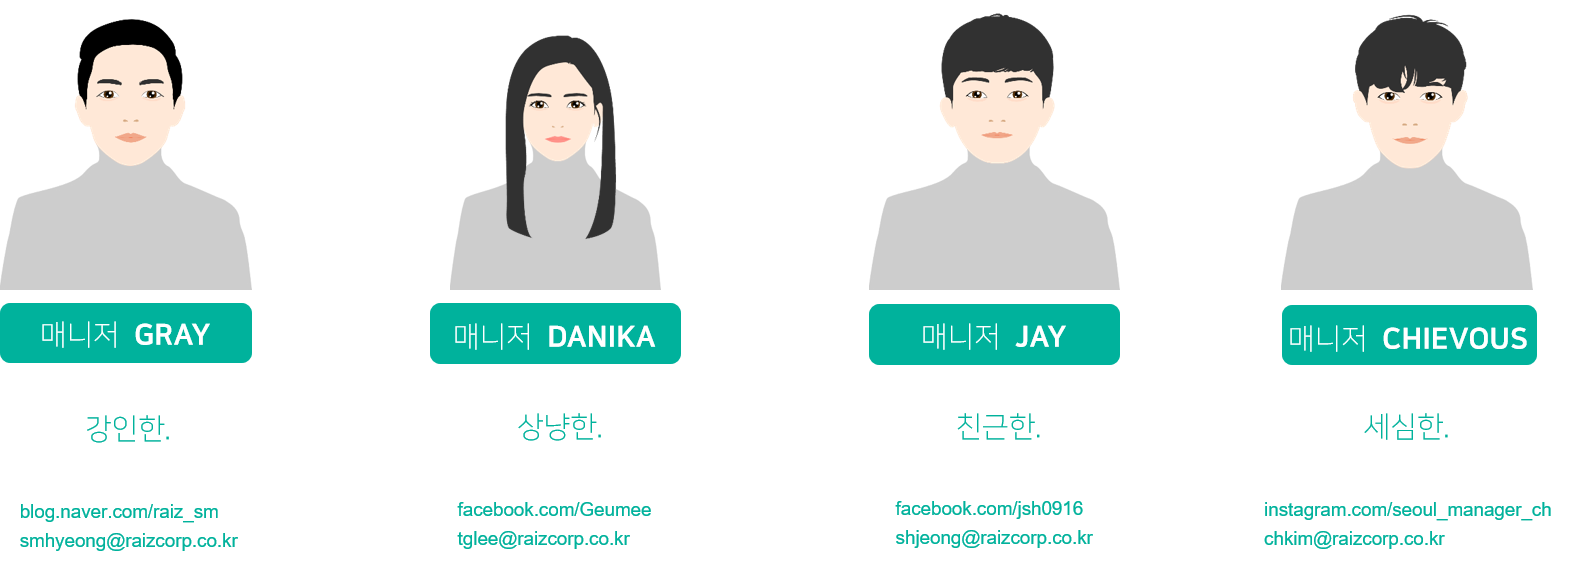 매니저 GRAY
강인한.
blog.naver.com/raiz_sm
smhyeong@raizcorp.co.kr
매니저 DANIKA
상냥한.
facebook.com/Geumee
tglee@raizcorp.co.kr
매니저 JAY
친근한.
facebook.com/jsh0916
shjeong@raizcorp.co.kr
매니저 CHIEVOUS
세심한.
instagram.com/seoul_manager_ch
chkim@raizcorp.co.kr